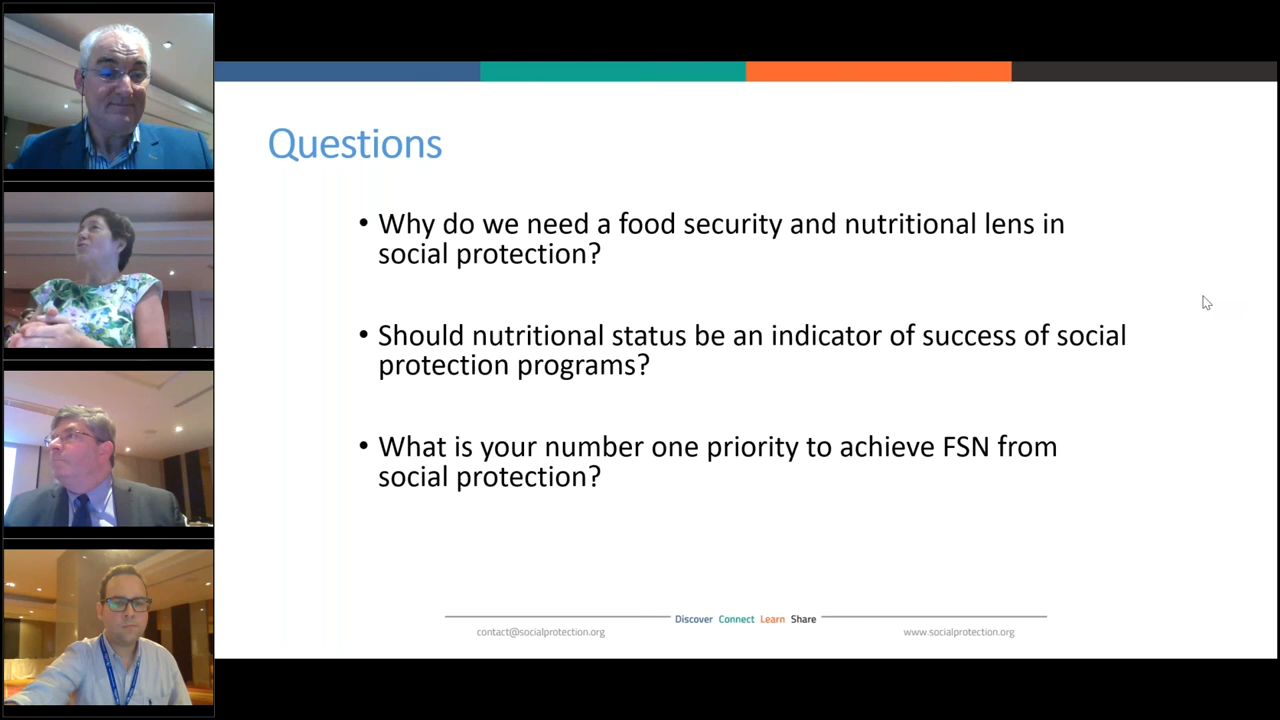 Questions
• Why do we need a food security and nutritional lens in
social protection?
• Should nutritional status be an indicator of success of social
protection programs?
• What is your number one priority to achieve FSN from
social protection?
Discover Connect Learn Share
contact@socialprotection.org www.socialprotection.org